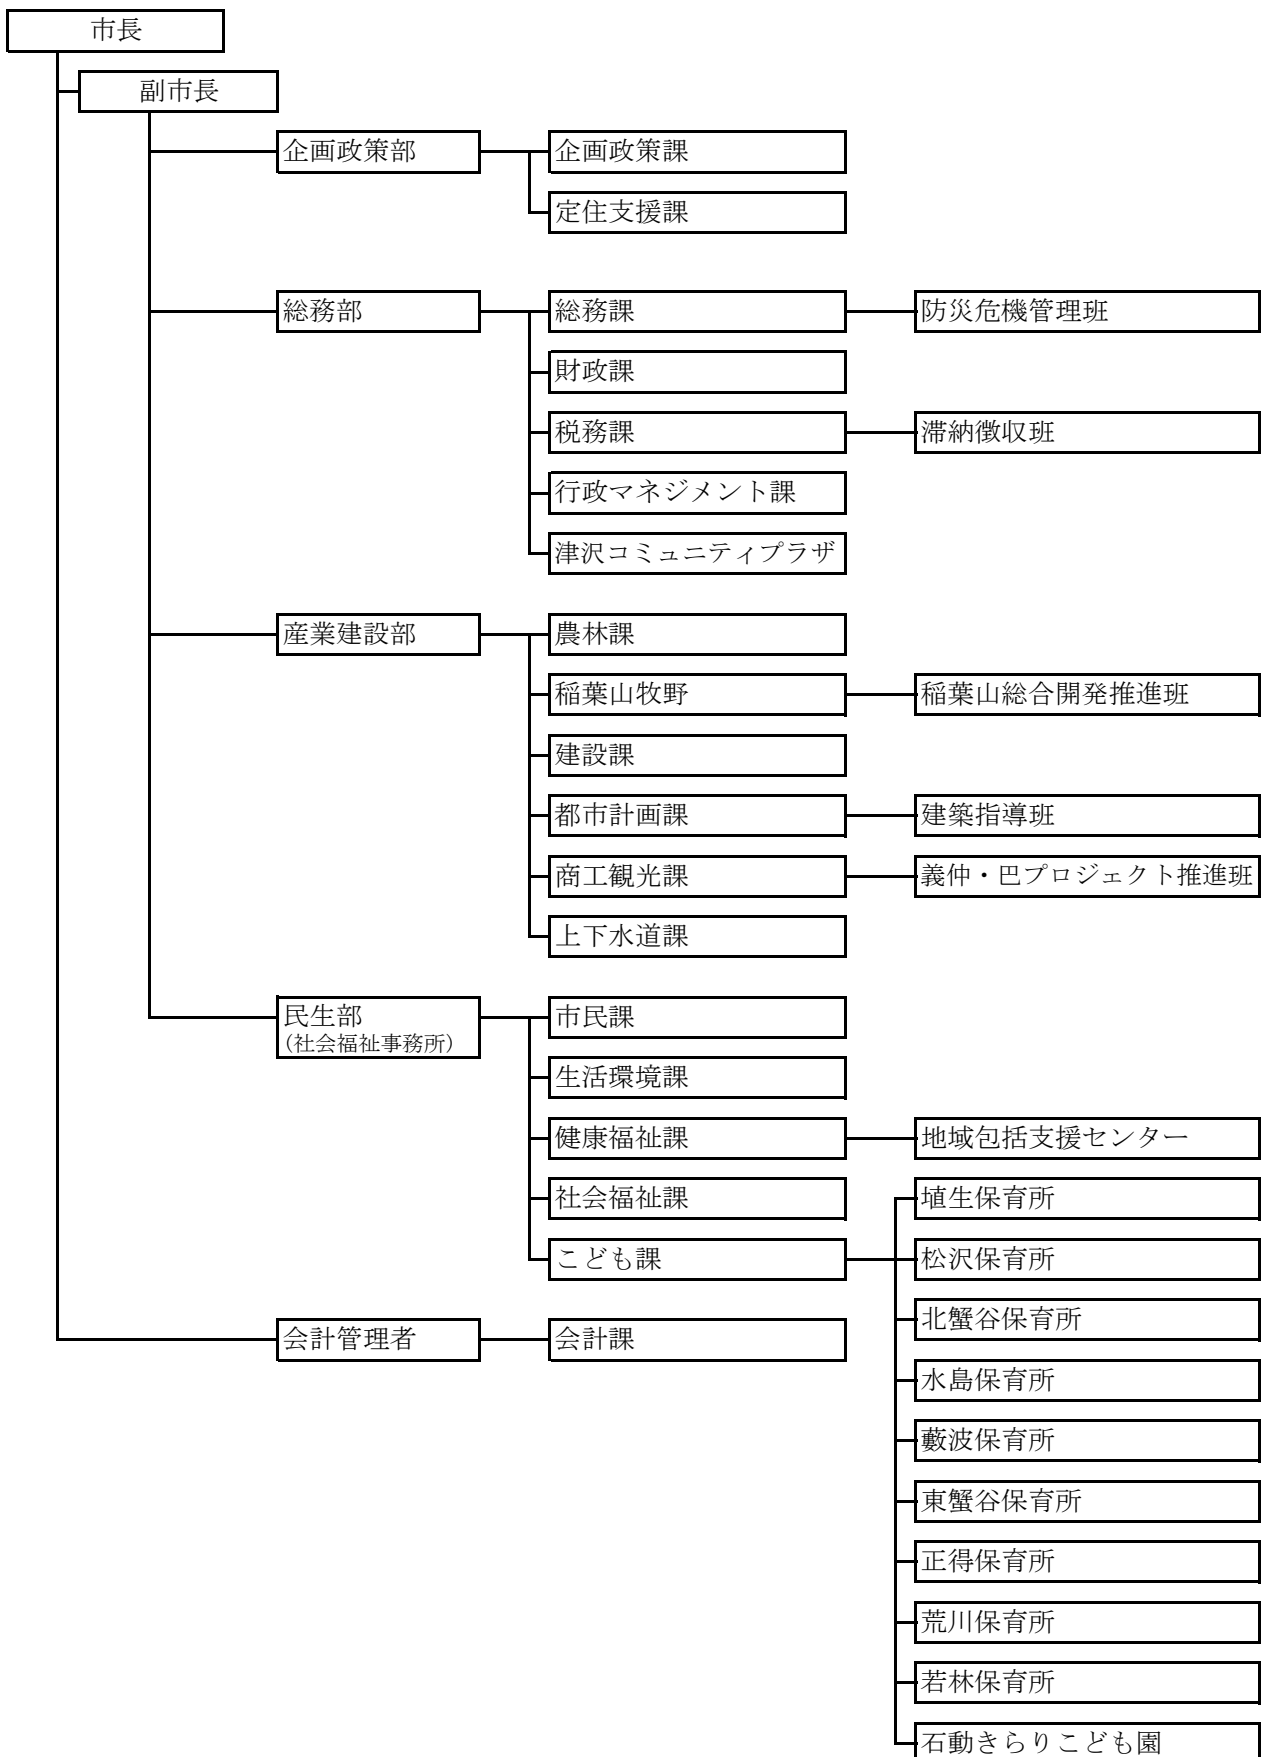 市長
副市長
企画政策部
企画政策課
定住支援課
総務部
総務課
防災危機管理班
財政課
税務課
滞納徴収班
行政マネジメント課
津沢コミュニティプラザ
産業建設部
農林課
稲葉山牧野
稲葉山総合開発推進班
建設課
都市計画課
建築指導班
商工観光課
義仲・巴プロジェクト推進班
上下水道課
民生部
(社会福祉事務所)
市民課
生活環境課
健康福祉課
地域包括支援センター
社会福祉課
埴生保育所
こども課
松沢保育所
北蟹谷保育所
会計管理者
会計課
水島保育所
藪波保育所
東蟹谷保育所
正得保育所
荒川保育所
若林保育所
石動きらりこども園